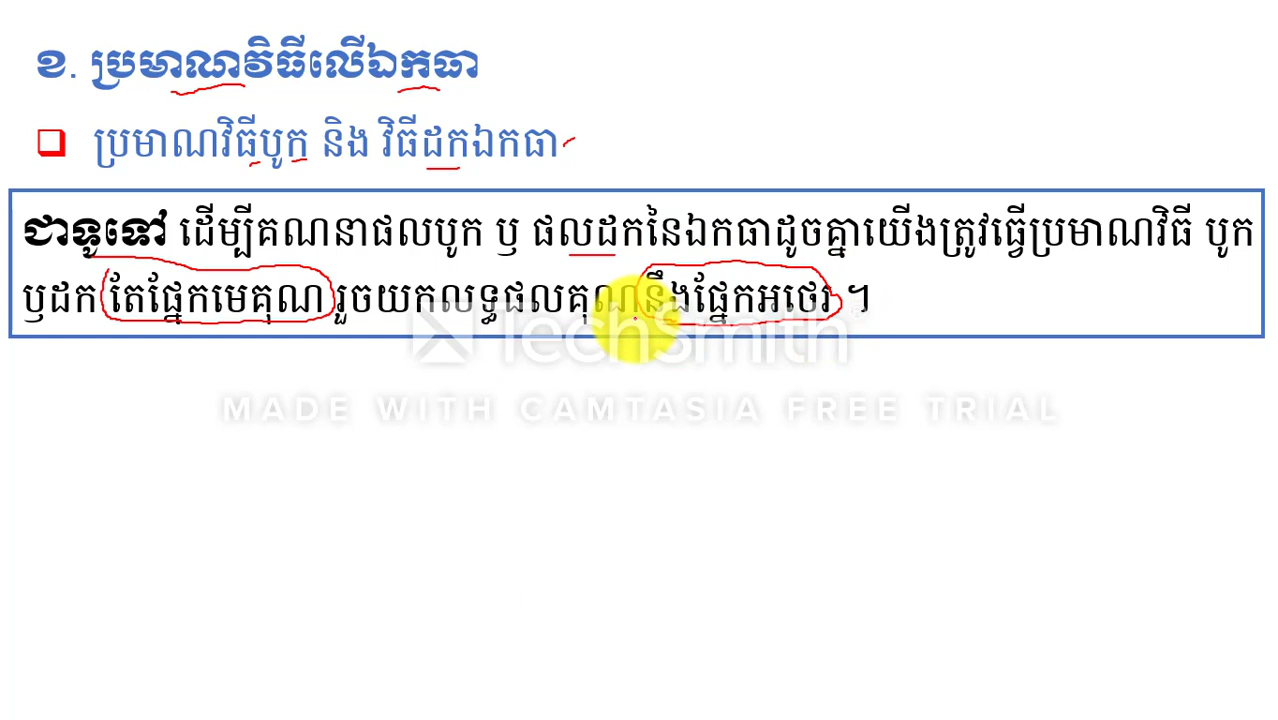 ខ. ប្រមាណវិធីលើឯកធា
ប្រមាណវិធីបូក និង វិធីដកឯកធា
ជាទូទៅ ដើម្បីគណនាផលបូក ឬ ផលដកនៃឯកធាដូចគ្នាយើងត្រូវធ្វើប្រមាណវិធី បូក
ឬដក តែផ្នែកមេគុណ រួចយកលទ្ធផលគុណនឹងផ្នែកអថេរ ។
TechSmith
MADE WITH CAMTASIA FREE TRIAL